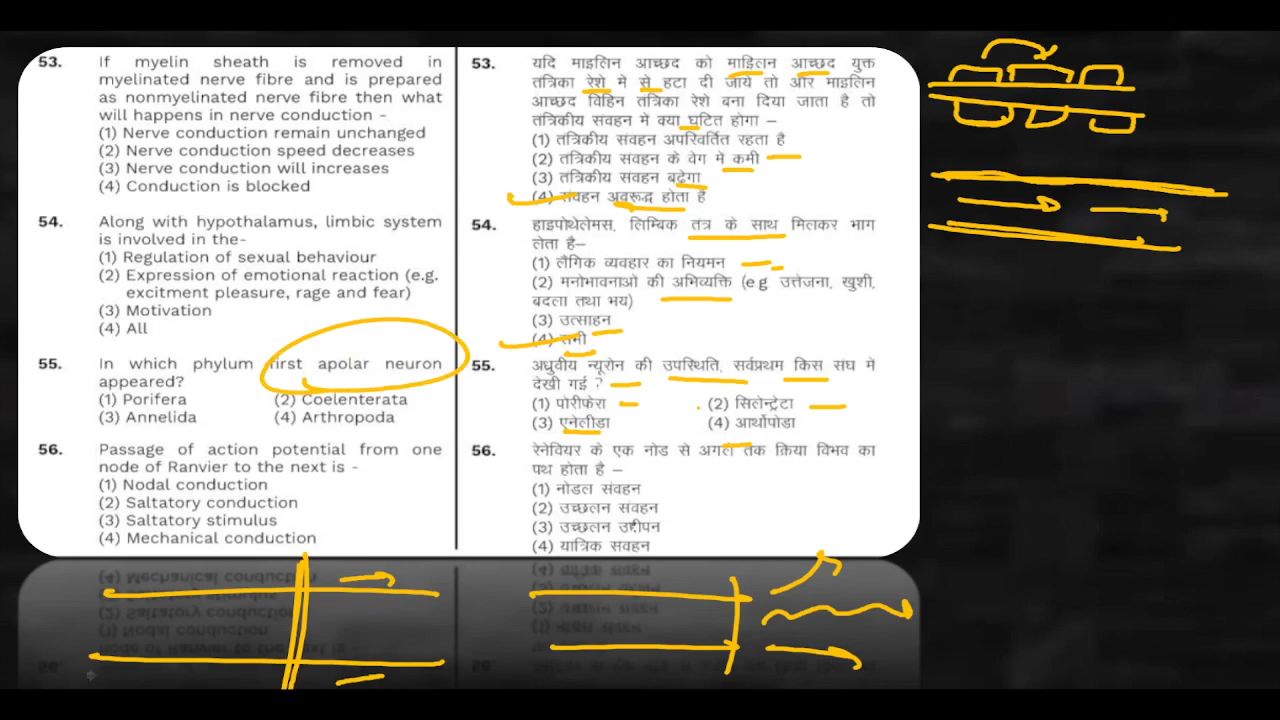 53. If myelin sheath is removed in
myelinated nerve fibre and is prepared
as nonmyelinated nerve fibre then what
will happens in nerve conduction -
(1) Nerve conduction remain unchanged
(2) Nerve conduction speed decreases
(3) Nerve conduction will increases
(4) Conduction is blocked
54. Along with hypothalamus, limbic system
is involved in the-
(1) Regulation of sexual behaviour
(2) Expression of emotional reaction (e.g.
excitment pleasure, rage and fear)
(3) Motivation
(4) All
55. In which phylum first apolar neuron
appeared?
(1) Porifera (2) Coelenterata
(3) Annelida (4) Arthropoda
56. Passage of action potential from one
node of Ranvier to the next is -
(1) Nodal conduction
(2) Saltatory conduction
(3) Saltatory stimulus
(4) Mechanical conduction
53. यदि माइलिन आच्छद को माइिलन आच्छद युक्त
तंत्रिका रेशे में से हटा दी जाये तो और माइलिन
आच्छद विहिन तंत्रिका रेशे बना दिया जाता है तो
तंत्रिकीय संवहन में क्या घटित होगा –
(1) तंत्रिकीय संवहन अपरिवर्तित रहता है
(2) तंत्रिकीय संवहन के वेग में कमी
(3) तंत्रिकीय संवहन बढ़ेगा
(4) संवहन अवरूद्ध होता है
54. हाइपोथेलेमस, लिम्बिक तंत्र के साथ मिलकर भाग
लेता है–
(1) लैंगिक व्यवहार का नियमन
(2) मनोभावनाओं की अभिव्यक्ति (e.g उत्तेजना, खुशी,
बदला तथा भय)
(3) उत्साहन
(4) सभी
55. अध्रुवीय न्यूरोन की उपस्थिति, सर्वप्रथम किस संघ में
देखी गई ?
(1) पोरीफेरा (2) सिलेन्ट्रेटा
(3) एनेलीडा (4) आर्थोपोडा
56. रेनेवियर के एक नोड से अगले तक क्रिया विभव का
पथ होता है –
(1) नोडल संवहन
(2) उच्छलन संवहन
(3) उच्छलन उद्दीपन
(4) यांत्रिक संवहन